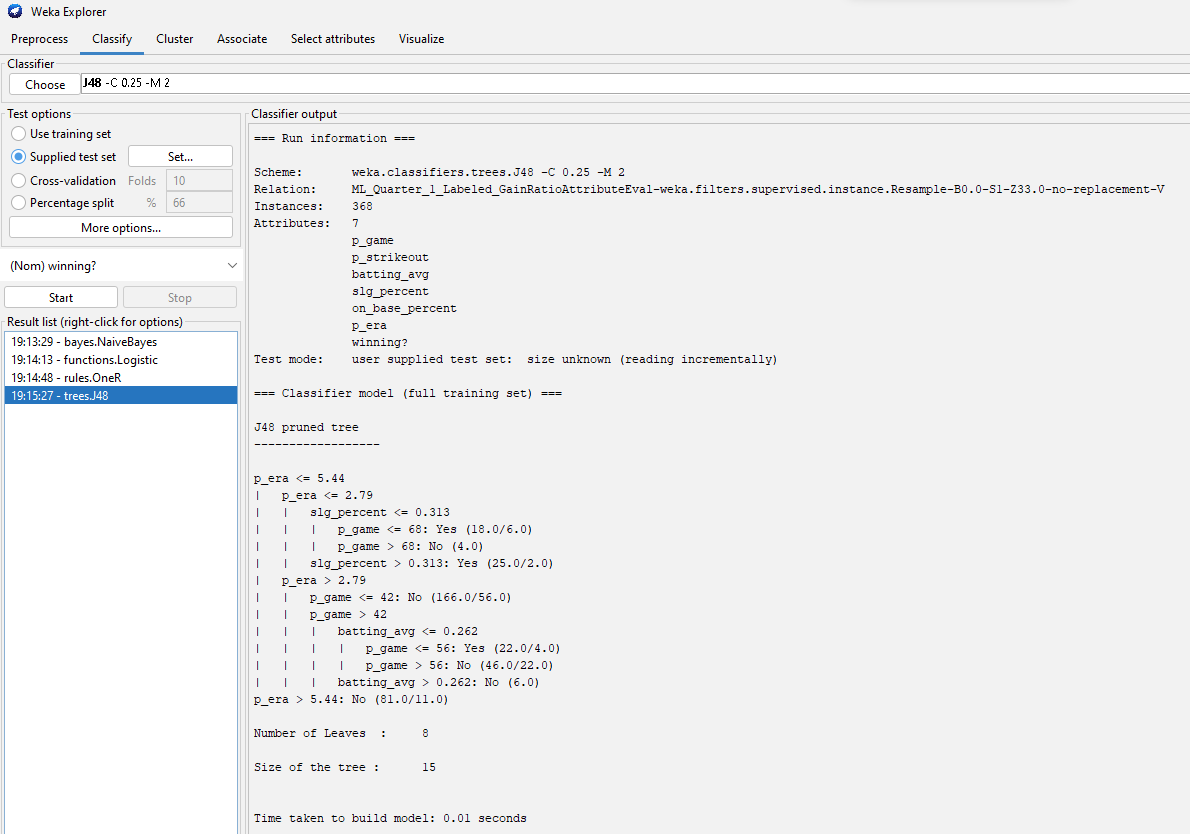 Weka Explorer
Preprocess Classify Cluster Associate Select attributes Visualize
Classifier
Choose J48 -C 0.25 -M 2
Test options
Use training set
Supplied test set Set...
Cross-validation Folds 10
Percentage split % 66
More options...
(Nom) winning?
Start Stop
Result list (right-click for options)
19:13:29 - bayes.NaiveBayes
19:14:13 - functions.Logistic
19:14:48 - rules.OneR
19:15:27 - trees.J48
Classifier output
=== Run information ===
Scheme: weka.classifiers.trees.J48 -C 0.25 -M 2
Relation: ML_Quarter_1_Labeled_GainRatioAttributeEval-weka.filters.supervised.instance.Resample-B0.0-S1-Z33.0-no-replacement-V
Instances: 368
Attributes: 7
p_game
p_strikeout
batting_avg
slg_percent
on_base_percent
p_era
winning?
Test mode: user supplied test set: size unknown (reading incrementally)
=== Classifier model (full training set) ===
J48 pruned tree
------------------
p_era <= 5.44
| p_era <= 2.79
| | slg_percent <= 0.313
| | | p_game <= 68: Yes (18.0/6.0)
| | | p_game > 68: No (4.0)
| | slg_percent > 0.313: Yes (25.0/2.0)
| p_era > 2.79
| | p_game <= 42: No (166.0/56.0)
| | p_game > 42
| | | batting_avg <= 0.262
| | | | p_game <= 56: Yes (22.0/4.0)
| | | | p_game > 56: No (46.0/22.0)
| | | batting_avg > 0.262: No (6.0)
p_era > 5.44: No (81.0/11.0)
Number of Leaves : 8
Size of the tree : 15
Time taken to build model: 0.01 seconds